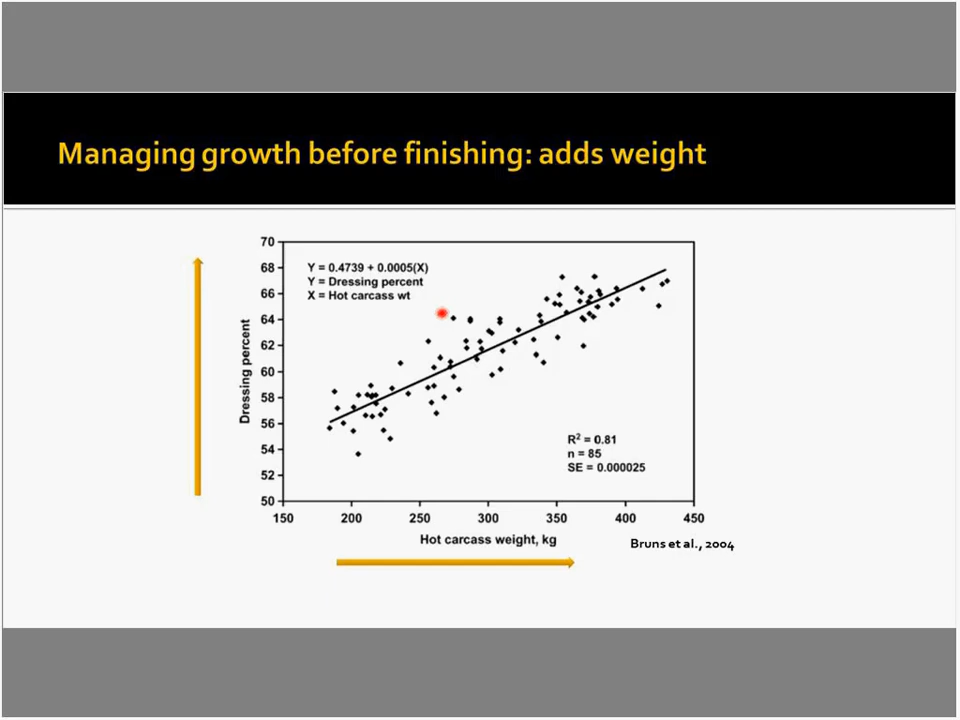 Managing growth before finishing: adds weight
70
68
66
64
62
60
58
56
54
52
50
Dressing percent
Y = 0.4739 + 0.0005(X)
Y = Dressing percent
X = Hot carcass wt
R² = 0.81
n = 85
SE = 0.000025
150 200 250 300 350 400 450
Hot carcass weight, kg
Bruns et al., 2004